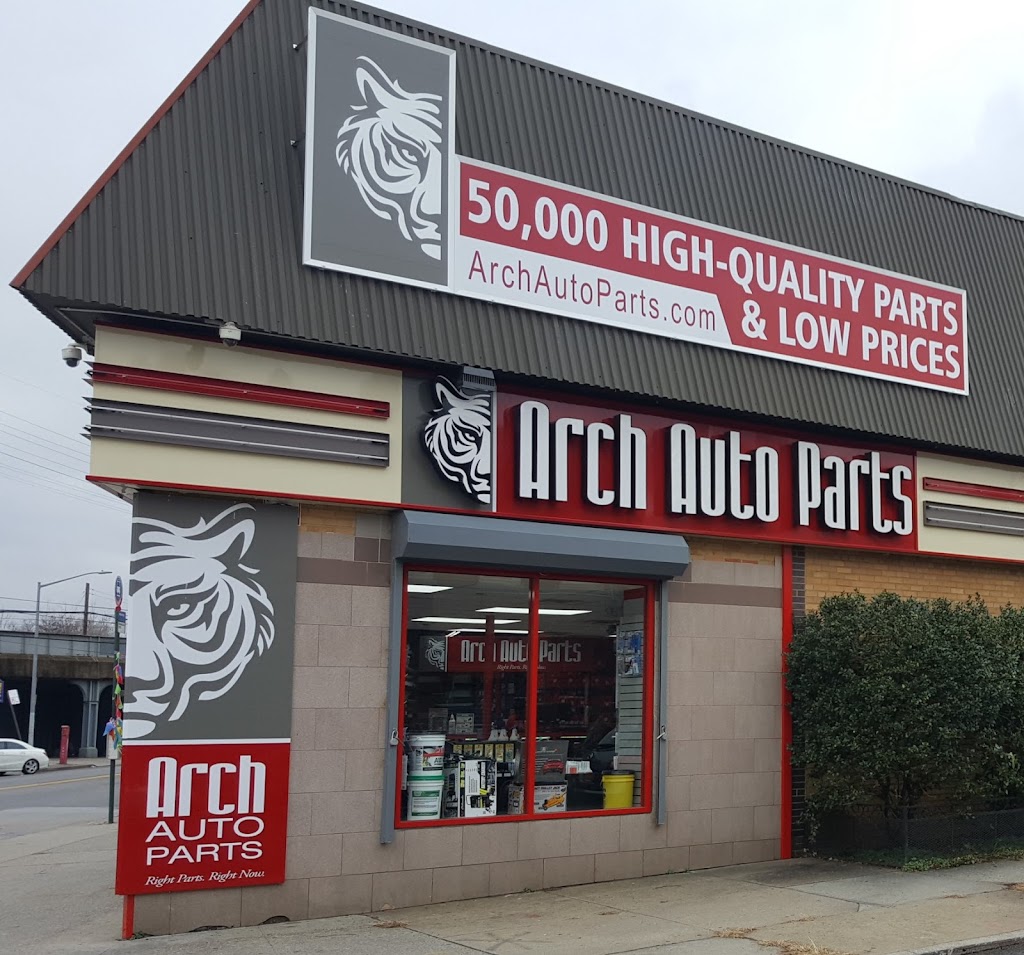 50,000 HIGH-QUALITY PARTS
& LOW PRICES
ArchAutoParts.com
Arch Auto Parts
Arch Auto Parts
Arch
AUTO
PARTS
Right Parts. Right Now.